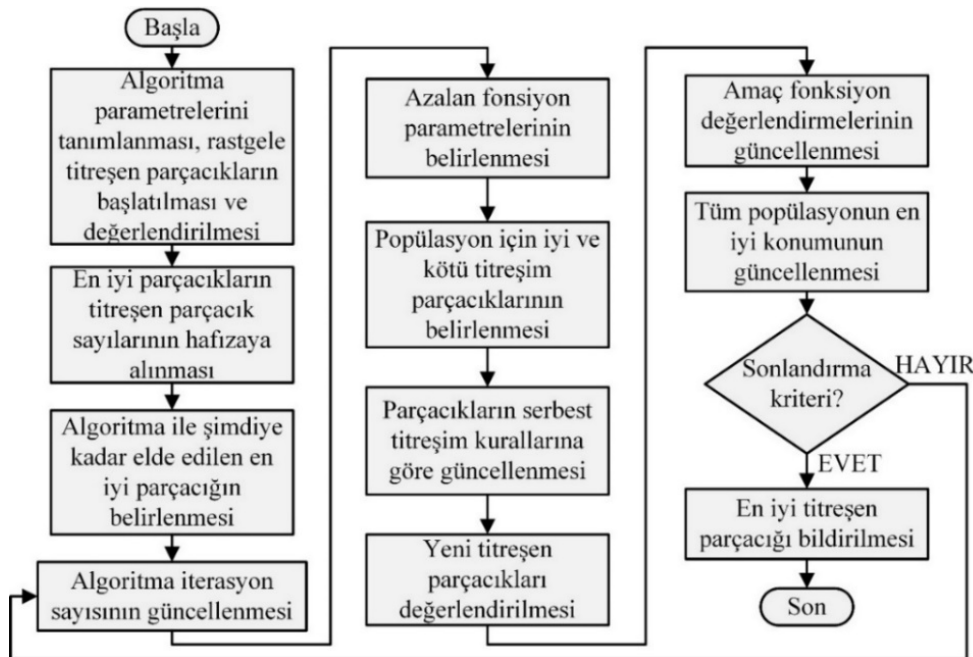 Başla
Algoritma
parametrelerini
tanımlanması, rastgele
titreşen parçacıkların
başlatılması ve
değerlendirilmesi
En iyi parçacıkların
titreşen parçacık
sayılarının hafızaya
alınması
Algoritma ile şimdiye
kadar elde edilen en
iyi parçacığın
belirlenmesi
Algoritma iterasyon
sayısının güncellenmesi
Azalan fonsiyon
parametrelerinin
belirlenmesi
Popülasyon için iyi ve
kötü titreşim
parçacıklarının
belirlenmesi
Parçacıkların serbest
titreşim kurallarına
göre güncellenmesi
Yeni titreşen
parçacıkları
değerlendirilmesi
Amaç fonksiyon
değerlendirmelerinin
güncellenmesi
Tüm popülasyonun en
iyi konumunun
güncellenmesi
Sonlandırma
kriteri?
HAYIR
EVET
En iyi titreşen
parçacığı bildirilmesi
Son